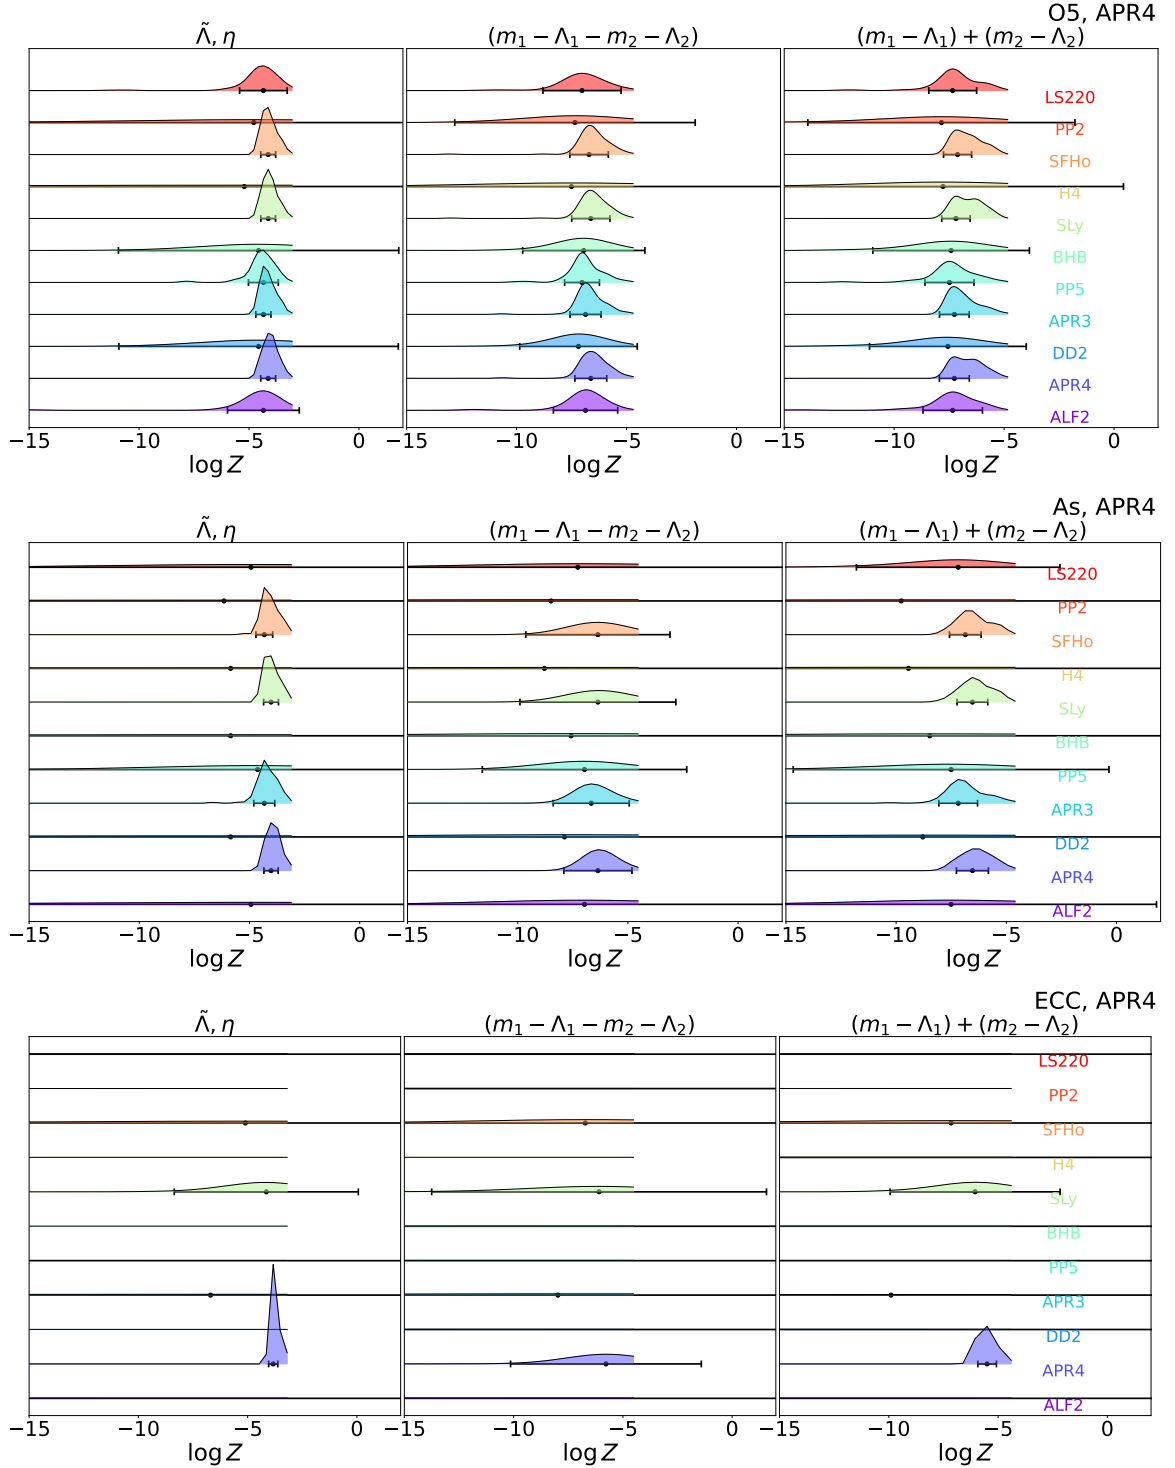 O5, APR4
Λ̃, η
(m₁ − Λ₁ − m₂ − Λ₂)
(m₁ − Λ₁) + (m₂ − Λ₂)
LS220
PP2
SFHo
H4
SLy
BHB
PP5
APR3
DD2
APR4
ALF2
−15 −10 −5 0 −15 −10 −5 0 −15 −10 −5 0
log Z log Z log Z
As, APR4
Λ̃, η
(m₁ − Λ₁ − m₂ − Λ₂)
(m₁ − Λ₁) + (m₂ − Λ₂)
LS220
PP2
SFHo
H4
SLy
BHB
PP5
APR3
DD2
APR4
ALF2
−15 −10 −5 0 −15 −10 −5 0 −15 −10 −5 0
log Z log Z log Z
ECC, APR4
Λ̃, η
(m₁ − Λ₁ − m₂ − Λ₂)
(m₁ − Λ₁) + (m₂ − Λ₂)
LS220
PP2
SFHo
H4
SLy
BHB
PP5
APR3
DD2
APR4
ALF2
−15 −10 −5 0 −15 −10 −5 0 −15 −10 −5 0
log Z log Z log Z